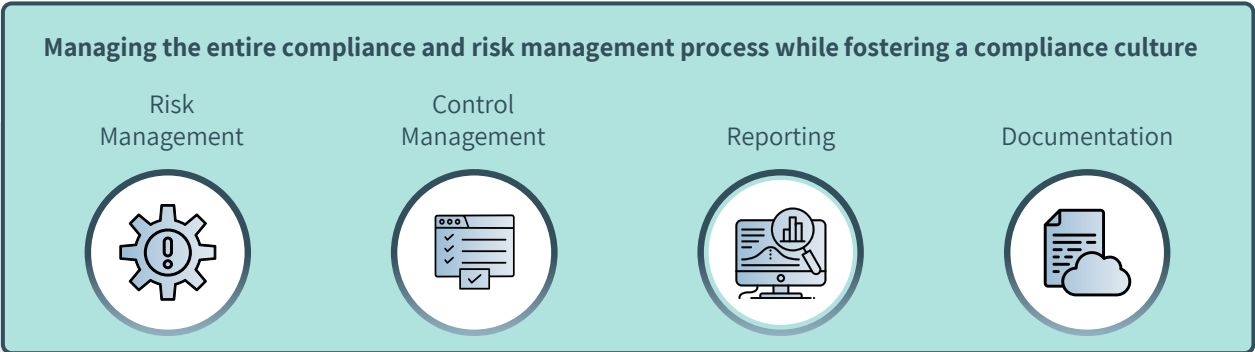 Managing the entire compliance and risk management process while fostering a compliance culture
Risk
Management
Control
Management
Reporting
Documentation